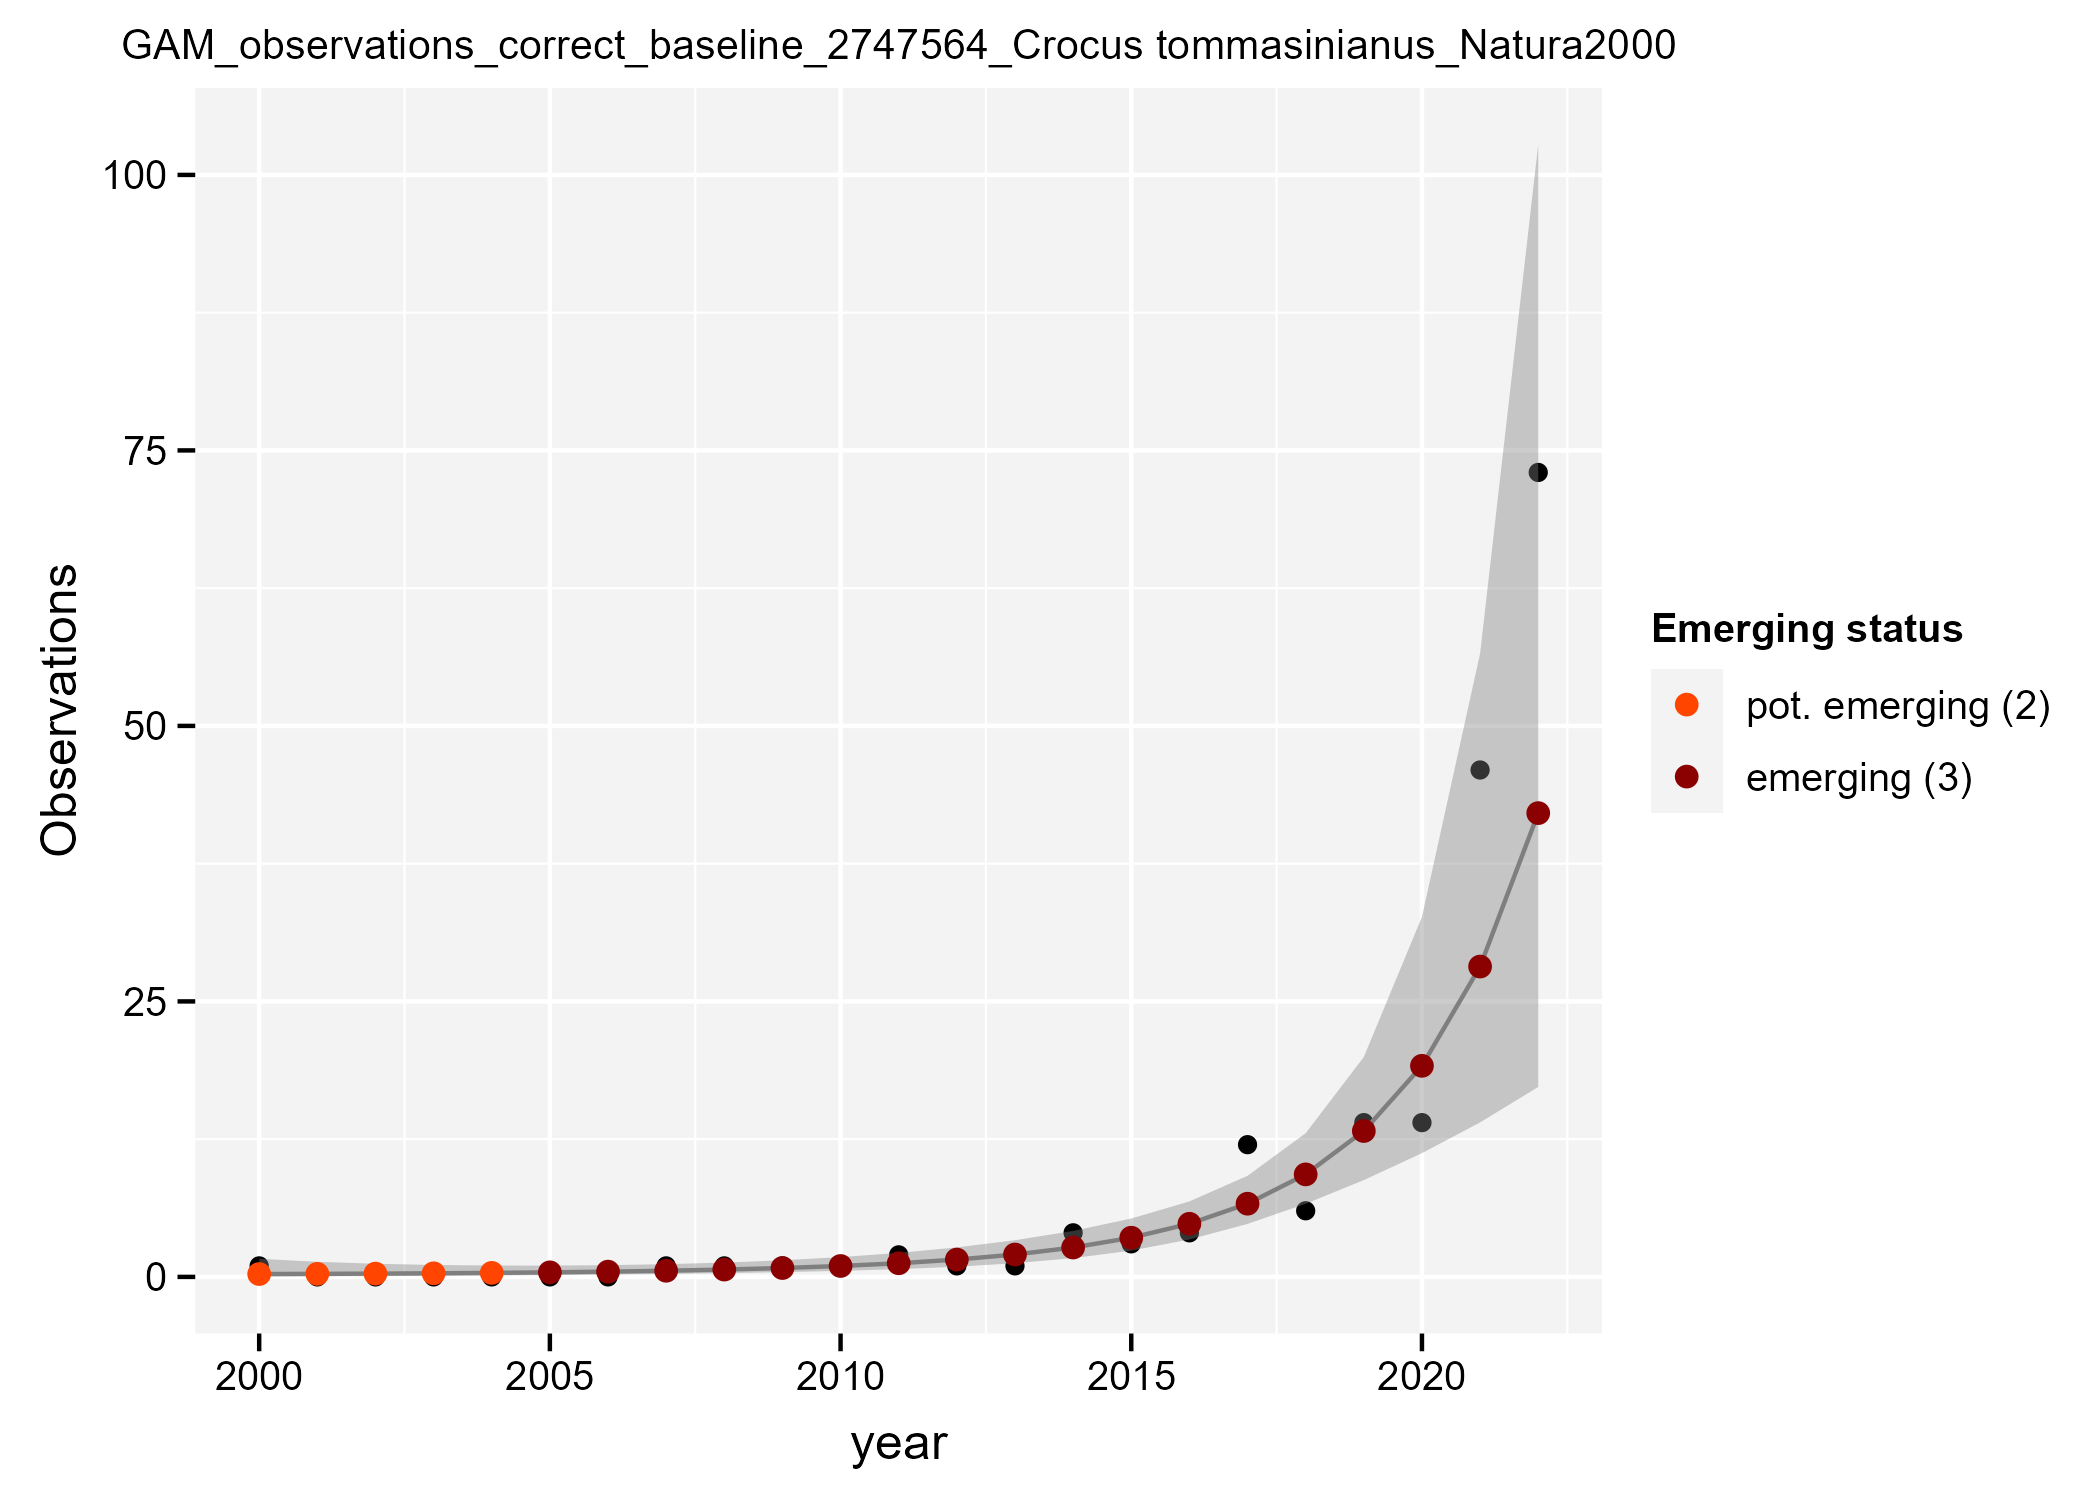 GAM_observations_correct_baseline_2747564_Crocus tommasinianus_Natura2000
100
75
50
25
0
Observations
2000 2005 2010 2015 2020
year
Emerging status
pot. emerging (2)
emerging (3)